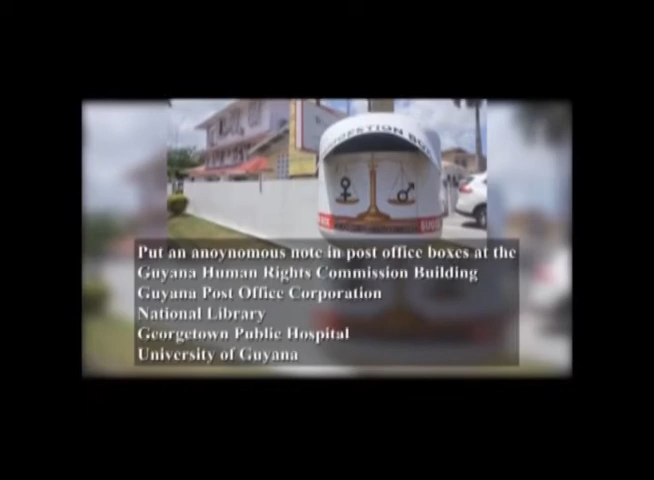 SUGGESTION BOX
Put an anoynomous note in post office boxes at the
Guyana Human Rights Commission Building
Guyana Post Office Corporation
National Library
Georgetown Public Hospital
University of Guyana